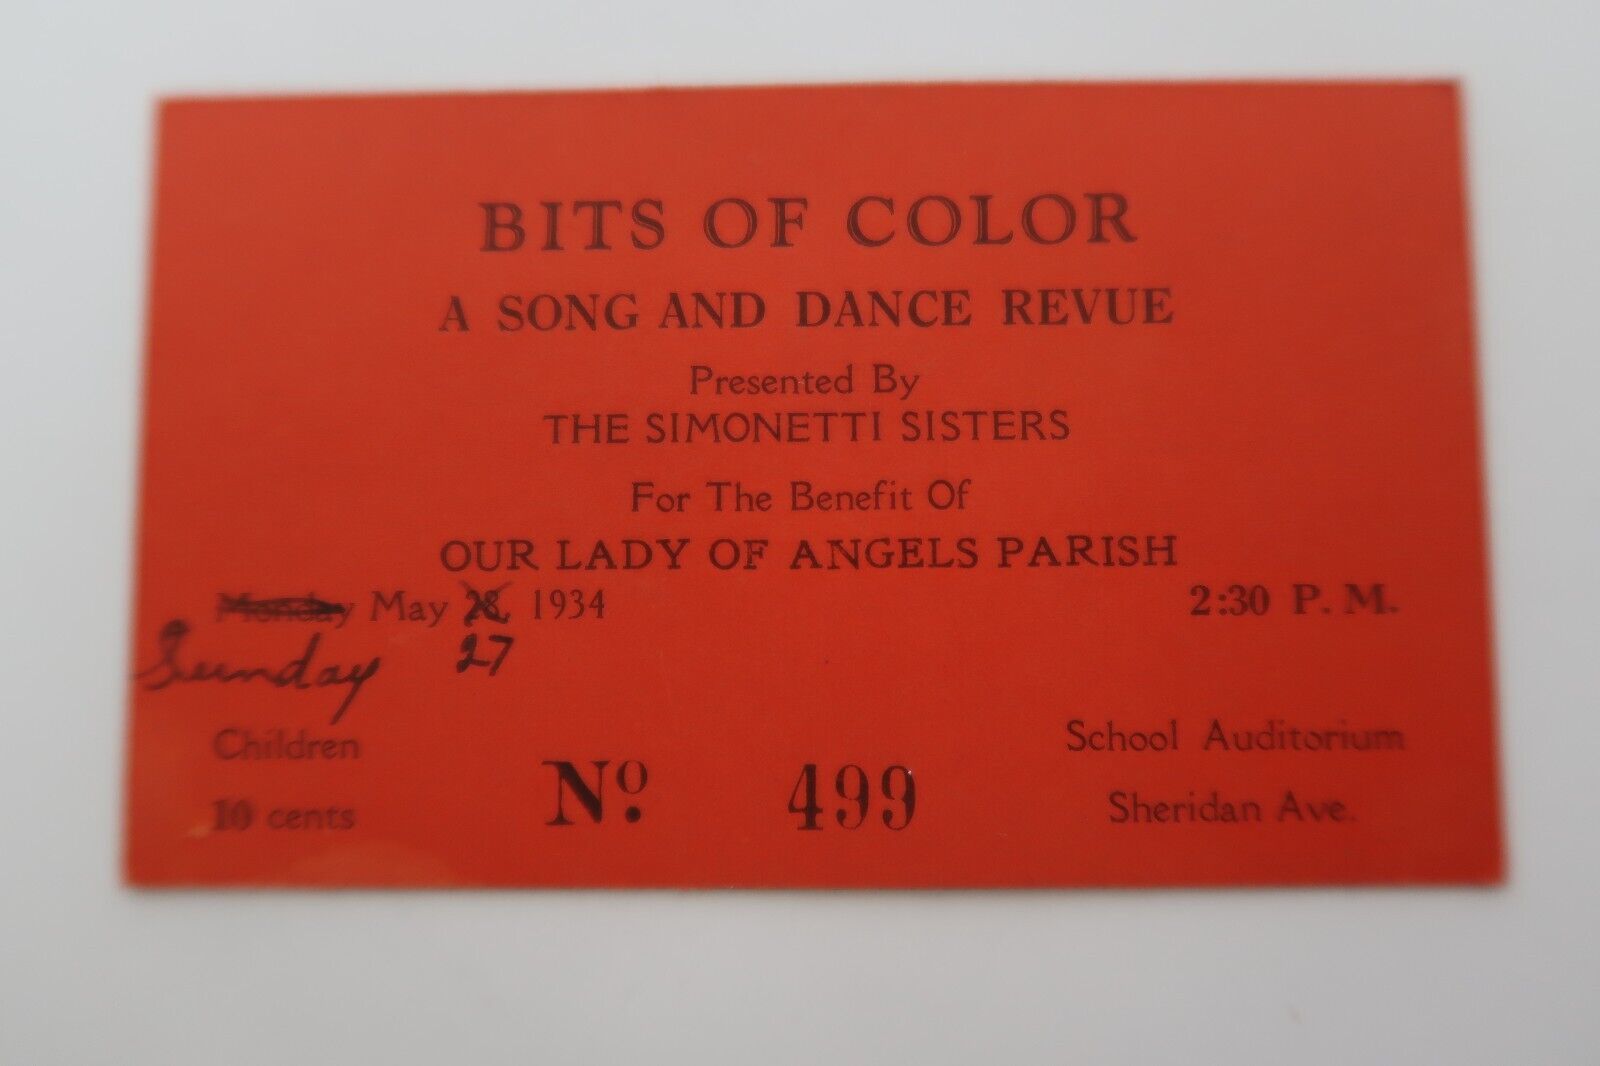 BITS OF COLOR
A SONG AND DANCE REVUE
Presented By
THE SIMONETTI SISTERS
For The Benefit Of
OUR LADY OF ANGELS PARISH
Monday May 28, 1934 2:30 P. M.
Sunday 27
Children
10 cents
No. 499
School Auditorium
Sheridan Ave.